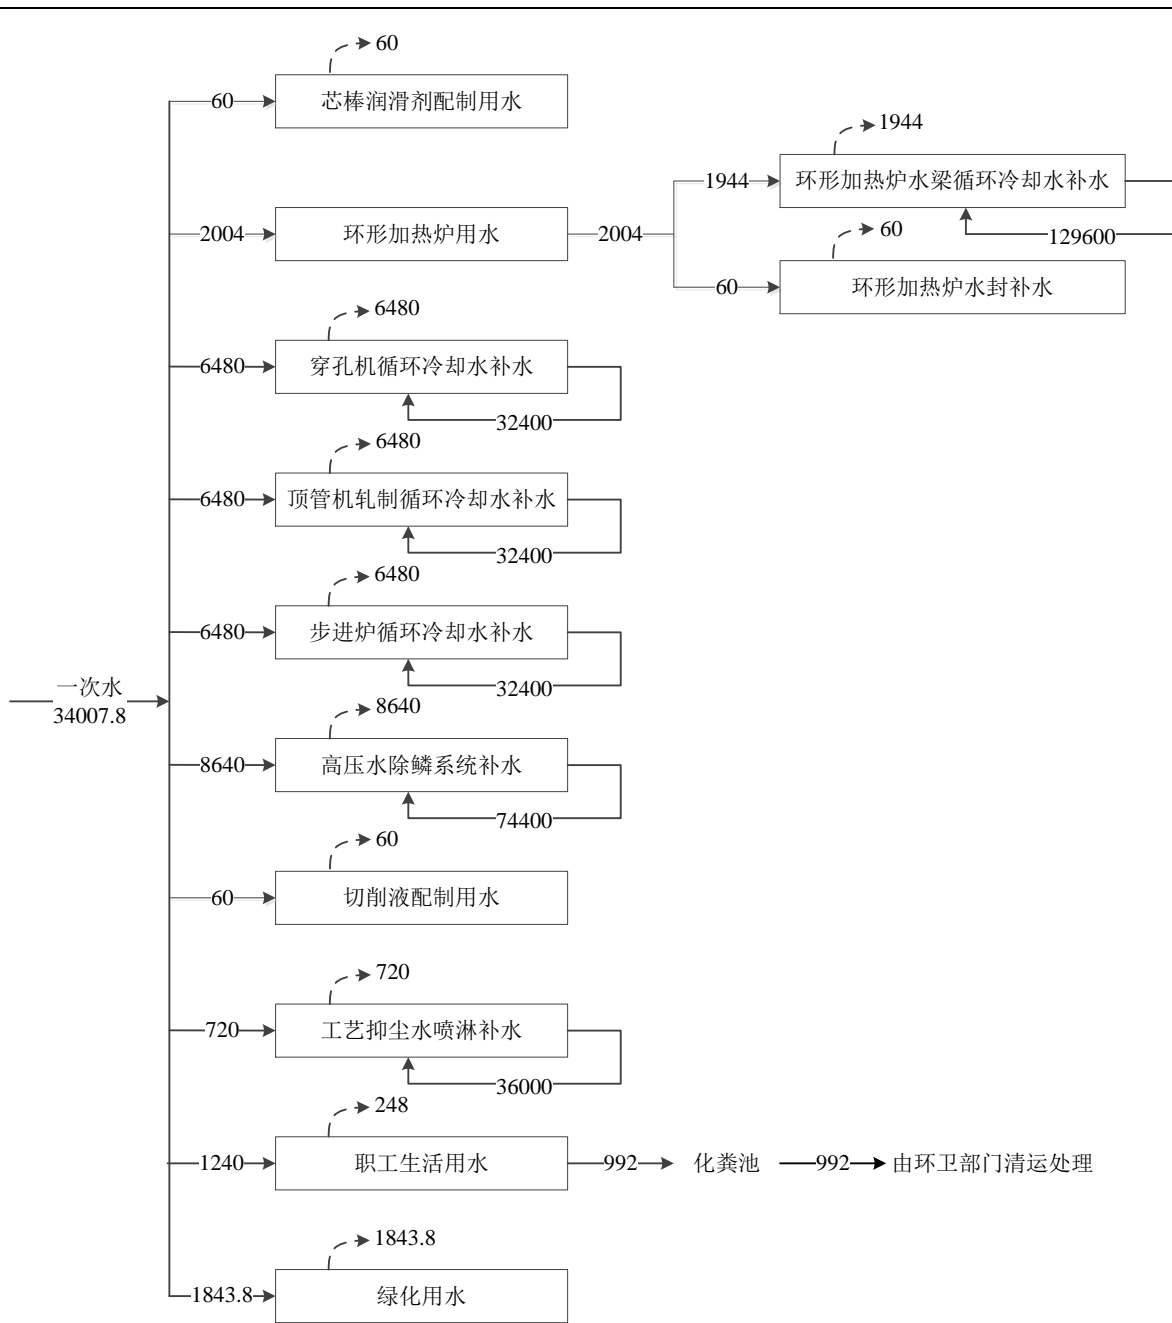 60
60
芯棒润滑剂配制用水
1944
1944
环形加热炉水梁循环冷却水补水
2004
环形加热炉用水
2004
129600
60
60
环形加热炉水封补水
6480
6480
穿孔机循环冷却水补水
32400
6480
6480
顶管机轧制循环冷却水补水
32400
6480
6480
步进炉循环冷却水补水
32400
一次水
34007.8
8640
8640
高压水除鳞系统补水
74400
60
60
切削液配制用水
720
720
工艺抑尘水喷淋补水
36000
248
1240
职工生活用水
992
化粪池
992
由环卫部门清运处理
1843.8
1843.8
绿化用水